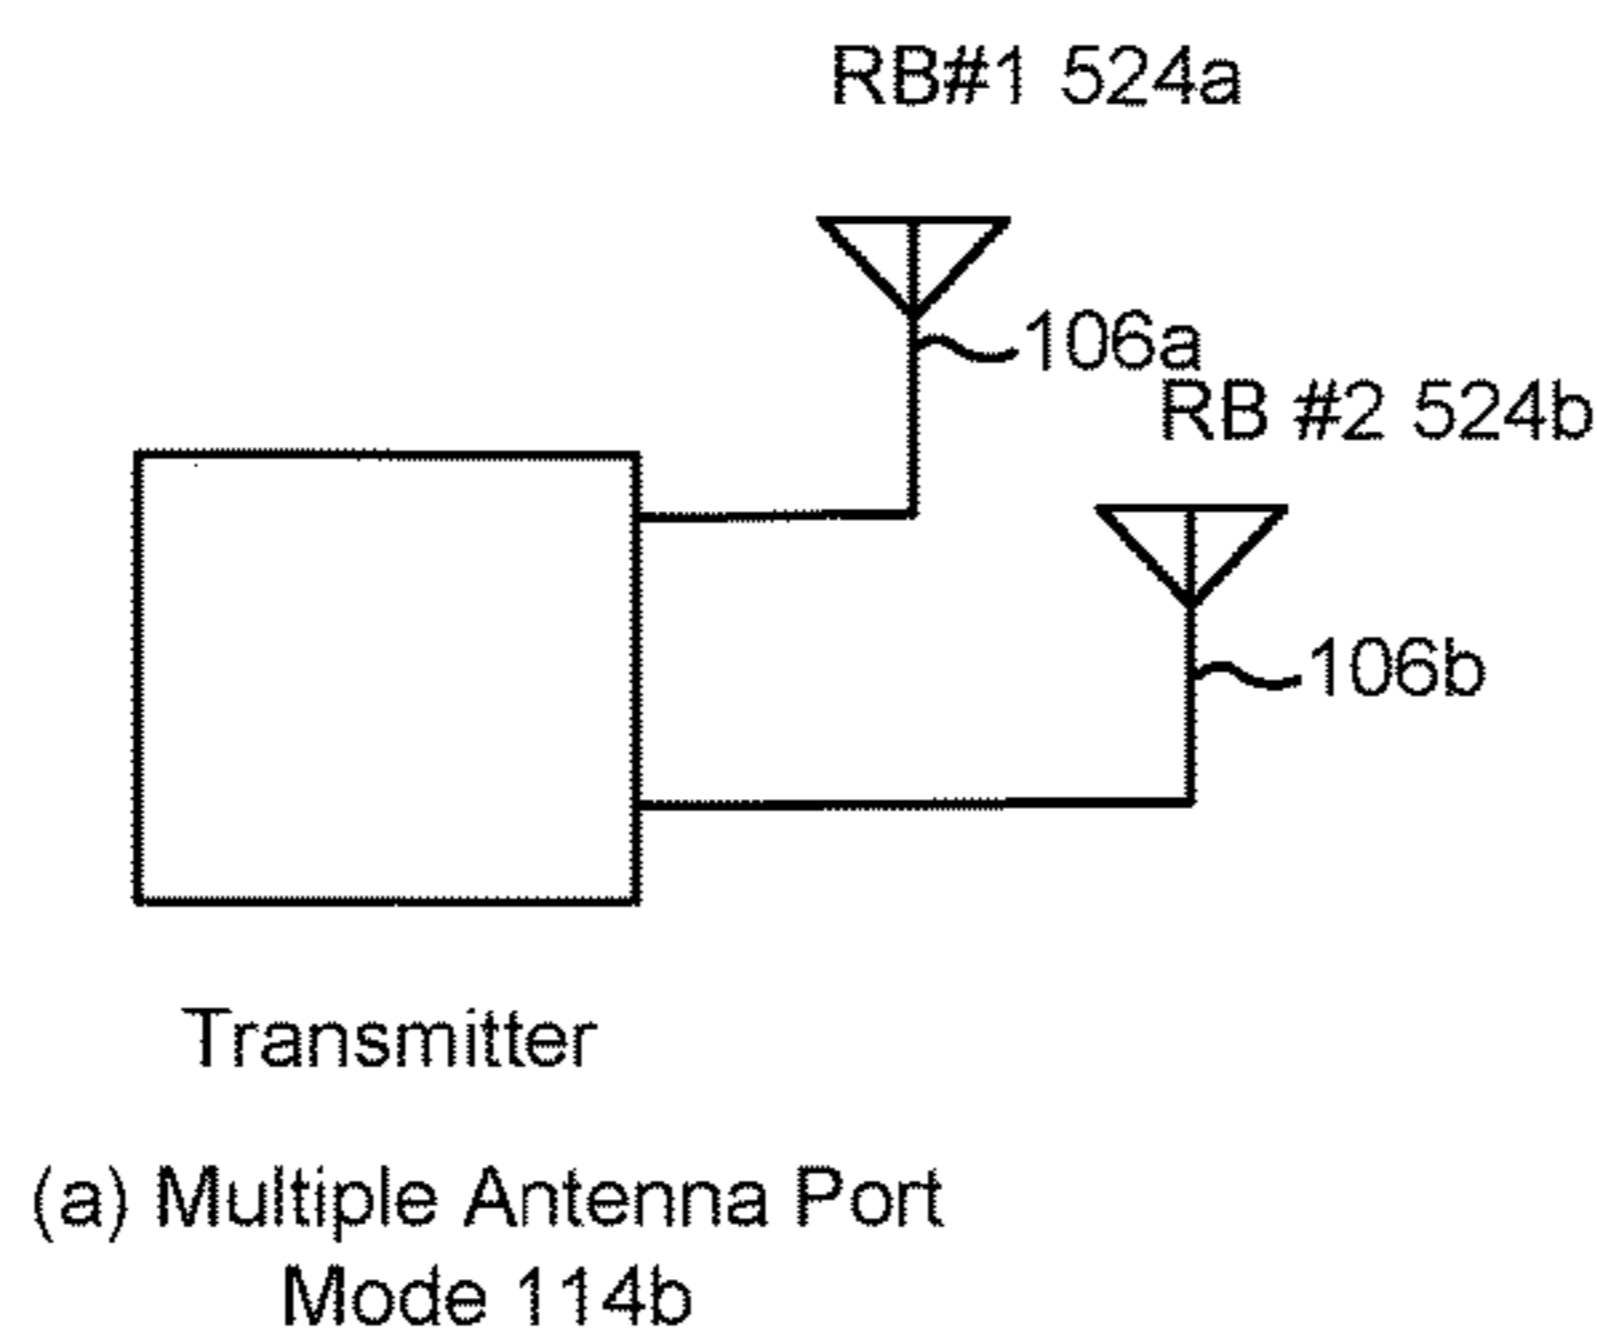 RB#1 524a
106a
RB #2 524b
106b
Transmitter
(a) Multiple Antenna Port
Mode 114b